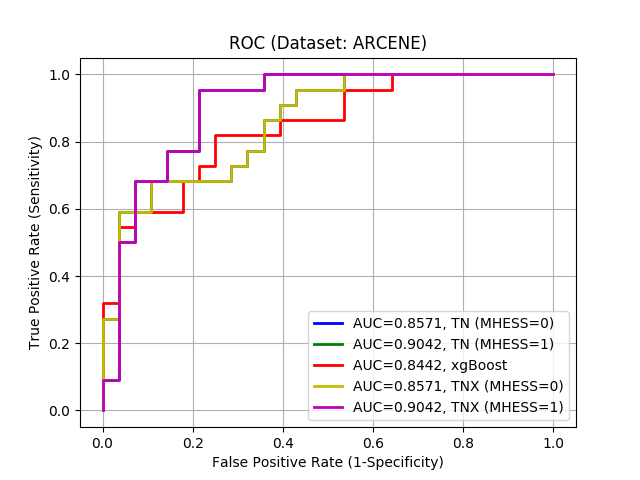 ROC (Dataset: ARCENE)
True Positive Rate (Sensitivity)
1.0
0.8
0.6
0.4
0.2
0.0
AUC=0.8571, TN (MHESS=0)
AUC=0.9042, TN (MHESS=1)
AUC=0.8442, xgBoost
AUC=0.8571, TNX (MHESS=0)
AUC=0.9042, TNX (MHESS=1)
0.0 0.2 0.4 0.6 0.8 1.0
False Positive Rate (1-Specificity)